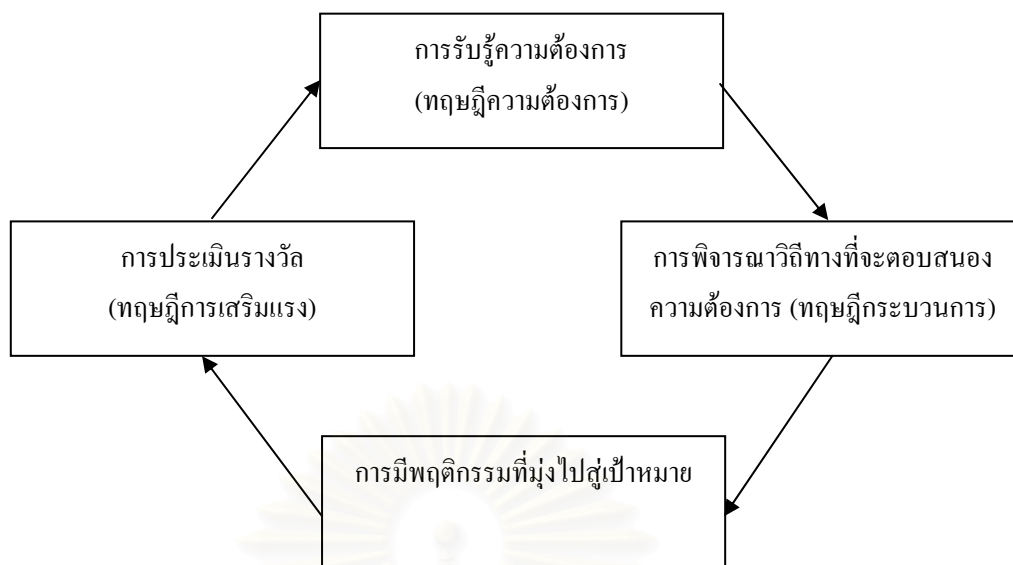 การรับรู้ความต้องการ
(ทฤษฎีความต้องการ)
การพิจารณาวิถีทางที่จะตอบสนอง
ความต้องการ (ทฤษฎีกระบวนการ)
การมีพฤติกรรมที่มุ่งไปสู่เป้าหมาย
การประเมินรางวัล
(ทฤษฎีการเสริมแรง)